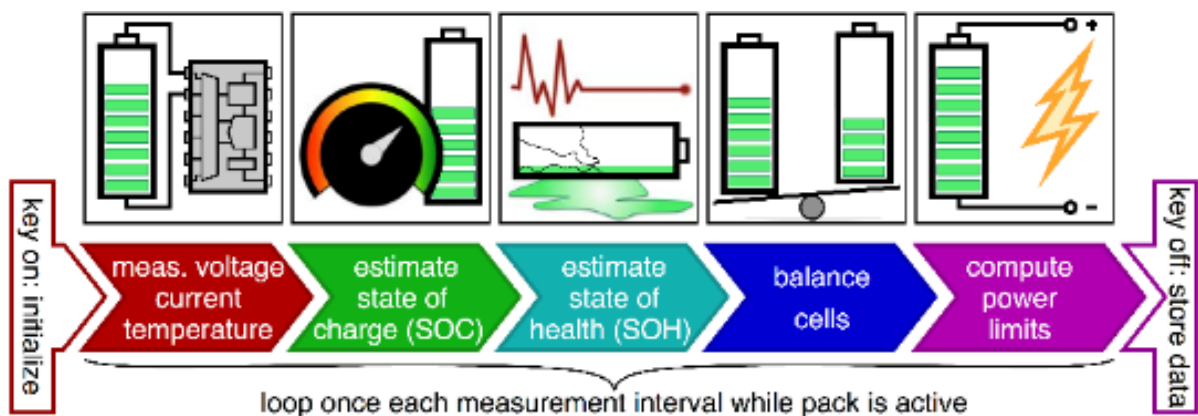 key on: initialize
meas. voltage
current
temperature
estimate
state of
charge (SOC)
estimate
state of
health (SOH)
balance
cells
+
−
compute
power
limits
key off: store data
loop once each measurement interval while pack is active